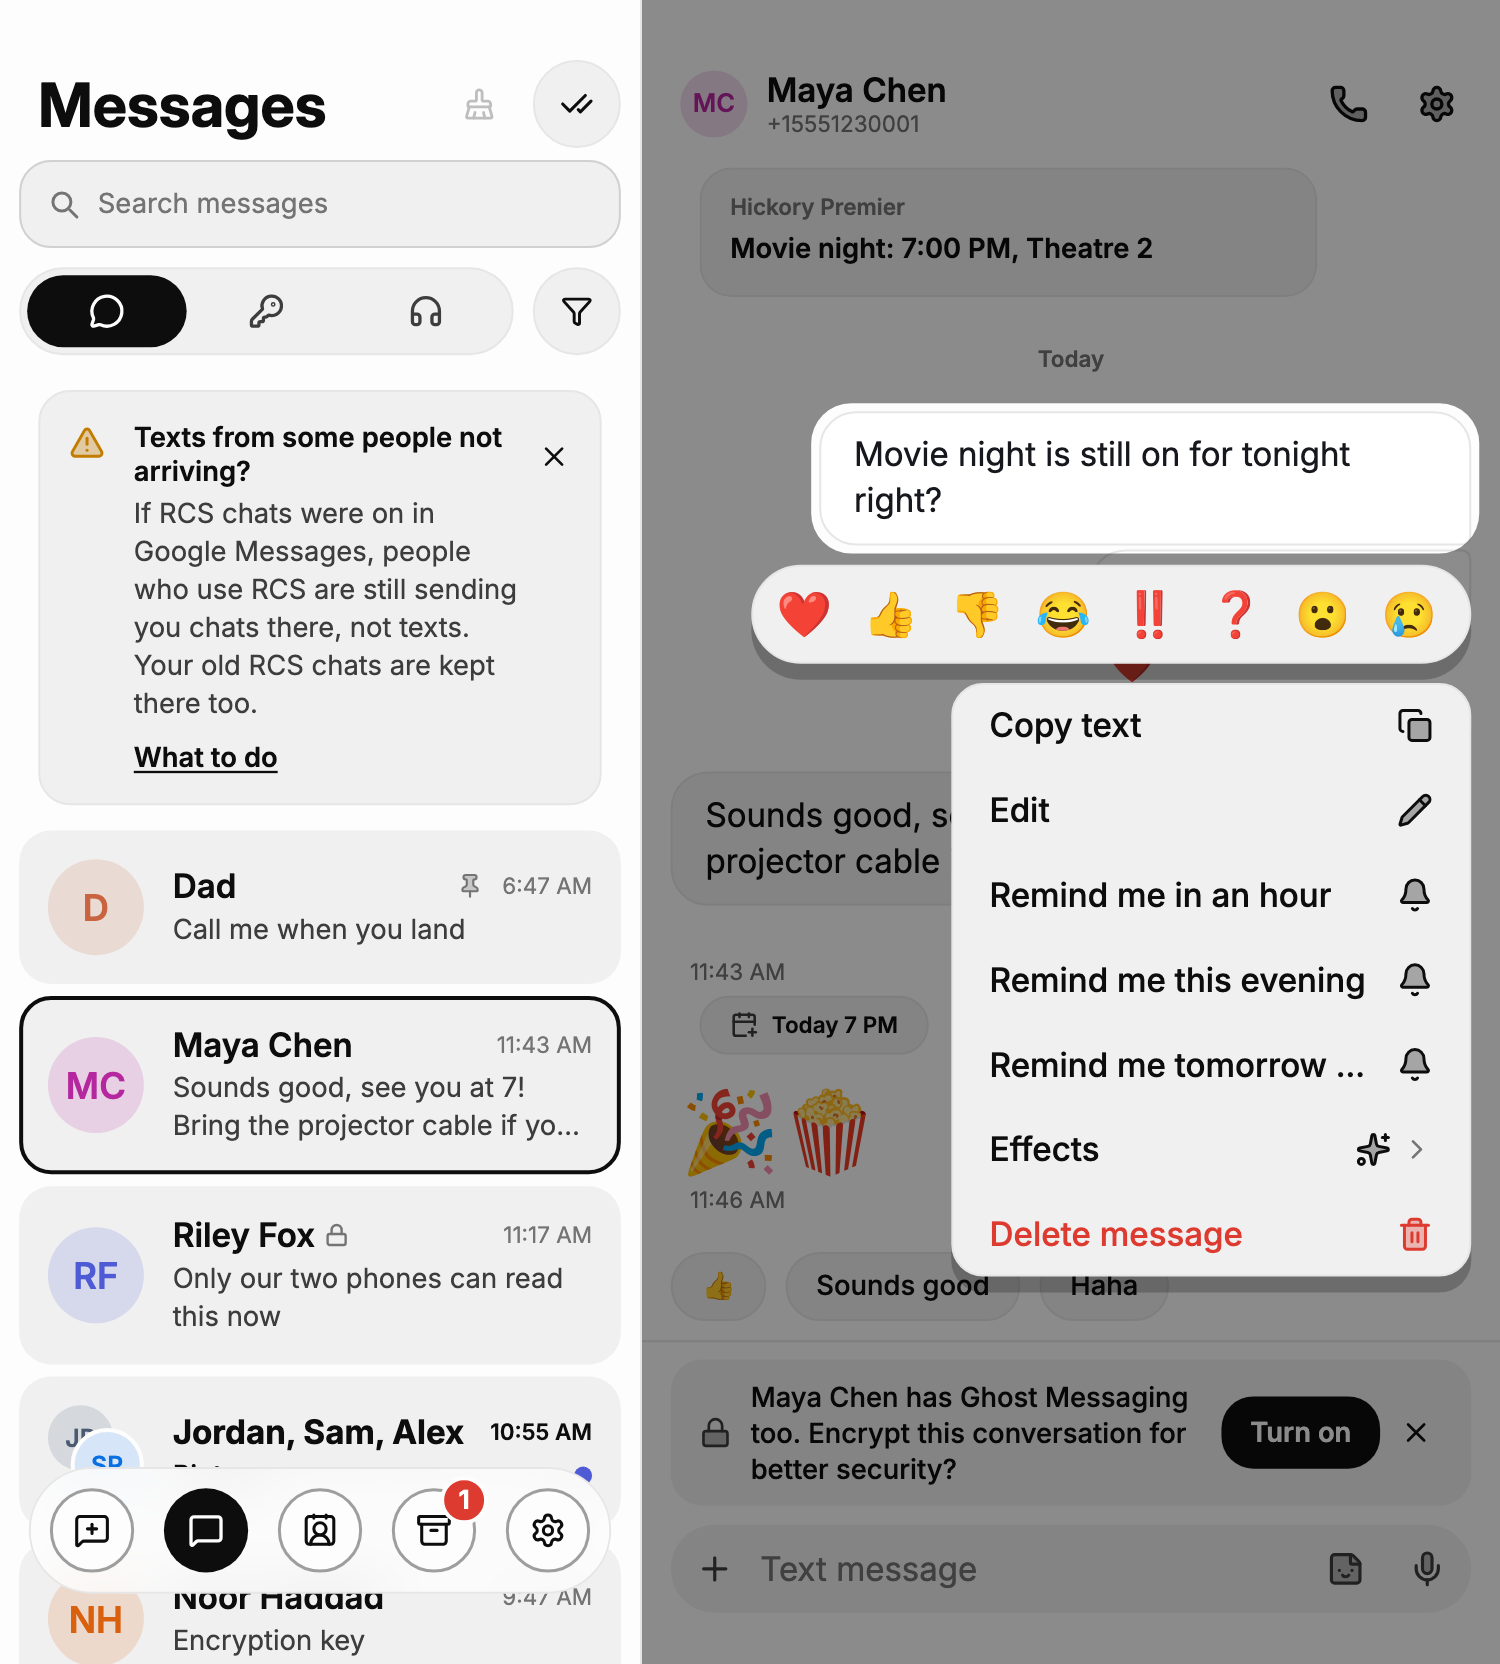 Messages
Search messages
Texts from some people not
arriving?
If RCS chats were on in
Google Messages, people
who use RCS are still sending
you chats there, not texts.
Your old RCS chats are kept
there too.
What to do
D
Dad
6:47 AM
Call me when you land
MC
Maya Chen
11:43 AM
Sounds good, see you at 7!
Bring the projector cable if yo...
RF
Riley Fox
11:17 AM
Only our two phones can read
this now
SP
Jordan, Sam, Alex
10:55 AM
1
NH
Noor Haddad
9:47 AM
Encryption key
MC
Maya Chen
+15551230001
Hickory Premier
Movie night: 7:00 PM, Theatre 2
Today
Movie night is still on for tonight
right?
Copy text
Edit
Remind me in an hour
Remind me this evening
Remind me tomorrow ...
Effects
Delete message
Sounds good, s
projector cable
11:43 AM
Today 7 PM
11:46 AM
Sounds good
Haha
Maya Chen has Ghost Messaging
too. Encrypt this conversation for
better security?
Turn on
Text message